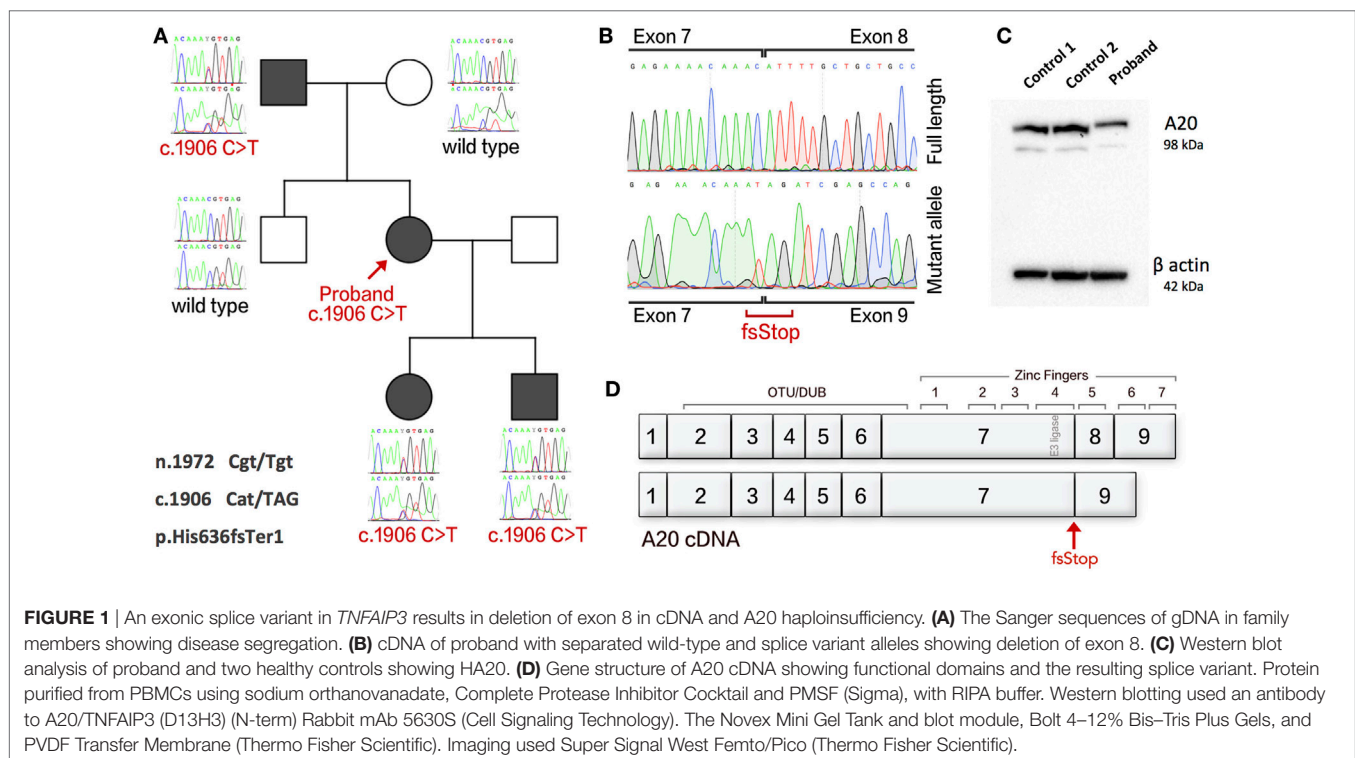 A
ACAAAYGTGAG
c.1906 C>T
ACAAACGTGAG
wild type
ACAAACGTGAG
wild type
Proband
c.1906 C>T
ACAAAYGTGAG
c.1906 C>T
ACAAAYGTGAG
c.1906 C>T
n.1972 Cgt/Tgt
c.1906 Cat/TAG
p.His636fsTer1
B
Exon 7 Exon 8
G A G A A A A C A A A C A T T T T G C T G C T G C C
Full length
G A G A A A C A A A T A G A T C G A G C C A G
Mutant allele
Exon 7 Exon 9
fsStop
C
Control 1 Control 2 Proband
A20
98 kDa
β actin
42 kDa
D
Zinc Fingers
OTU/DUB 1 2 3 4 5 6 7
1 2 3 4 5 6 7 E3 ligase 8 9
1 2 3 4 5 6 7 9
A20 cDNA
fsStop
FIGURE 1 | An exonic splice variant in TNFAIP3 results in deletion of exon 8 in cDNA and A20 haploinsufficiency. (A) The Sanger sequences of gDNA in family
members showing disease segregation. (B) cDNA of proband with separated wild-type and splice variant alleles showing deletion of exon 8. (C) Western blot
analysis of proband and two healthy controls showing HA20. (D) Gene structure of A20 cDNA showing functional domains and the resulting splice variant. Protein
purified from PBMCs using sodium orthanovanadate, Complete Protease Inhibitor Cocktail and PMSF (Sigma), with RIPA buffer. Western blotting used an antibody
to A20/TNFAIP3 (D13H3) (N-term) Rabbit mAb 5630S (Cell Signaling Technology). The Novex Mini Gel Tank and blot module, Bolt 4–12% Bis–Tris Plus Gels, and
PVDF Transfer Membrane (Thermo Fisher Scientific). Imaging used Super Signal West Femto/Pico (Thermo Fisher Scientific).